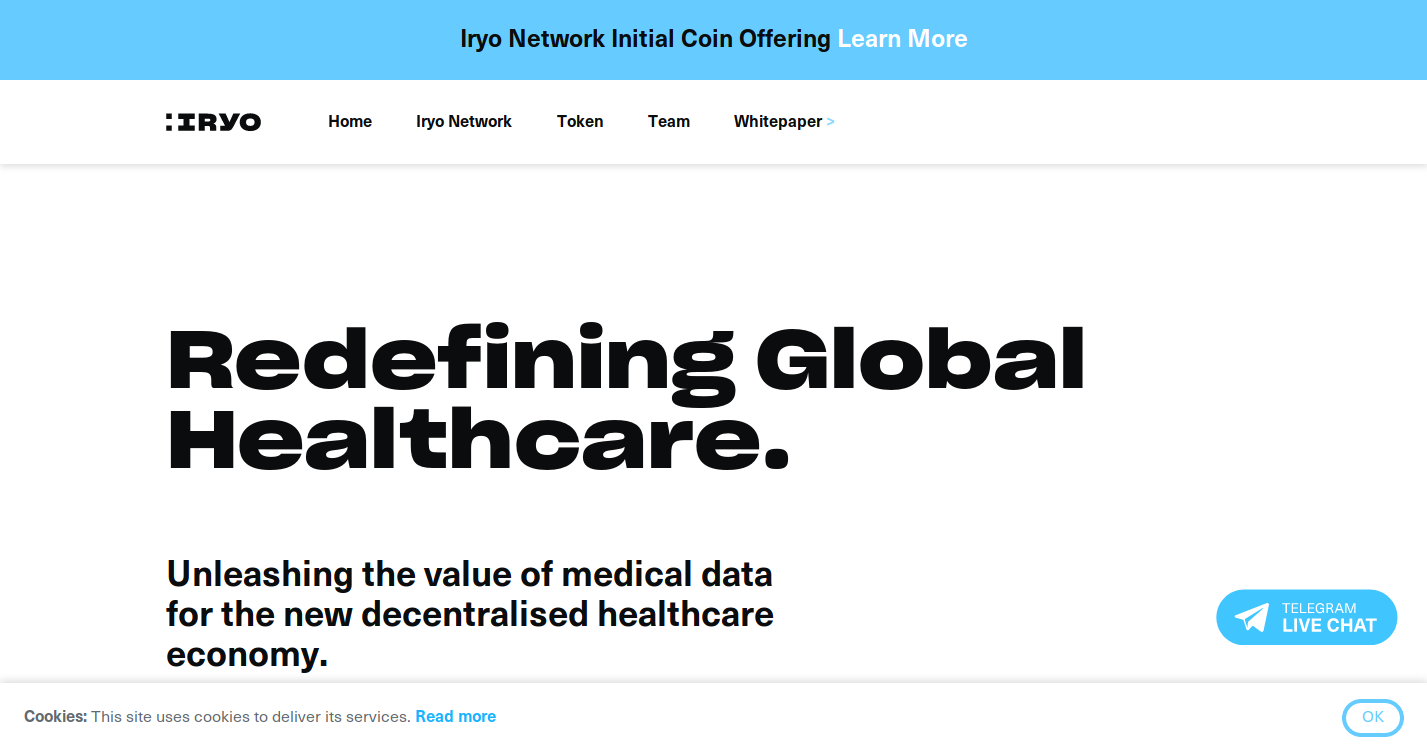 Iryo Network Initial Coin Offering Learn More
:IRYO Home Iryo Network Token Team Whitepaper >
Redefining Global
Healthcare.
Unleashing the value of medical data
for the new decentralised healthcare
economy.
TELEGRAM
LIVE CHAT
Cookies: This site uses cookies to deliver its services. Read more OK